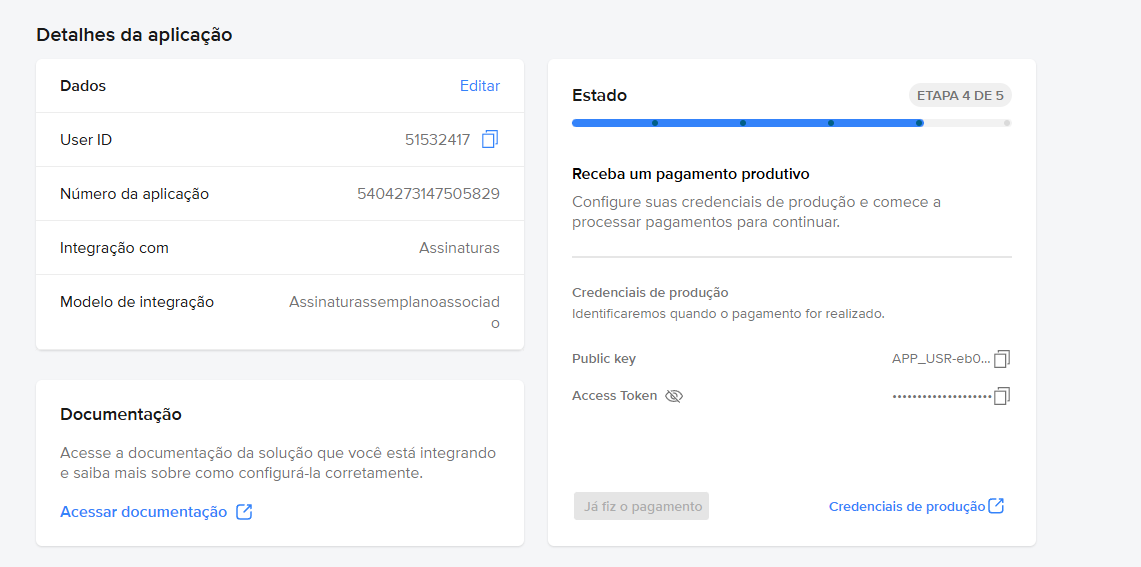 Detalhes da aplicação
Dados
Editar
User ID
51532417
Número da aplicação
5404273147505829
Integração com
Assinaturas
Modelo de integração
Assinaturassemplanoassociad
o
Documentação
Acesse a documentação da solução que você está integrando
e saiba mais sobre como configurá-la corretamente.
Acessar documentação
Estado
ETAPA 4 DE 5
Receba um pagamento produtivo
Configure suas credenciais de produção e comece a
processar pagamentos para continuar.
Credenciais de produção
Identificaremos quando o pagamento for realizado.
Public key
APP_USR-eb0...
Access Token
••••••••••••••••••••
Já fiz o pagamento
Credenciais de produção